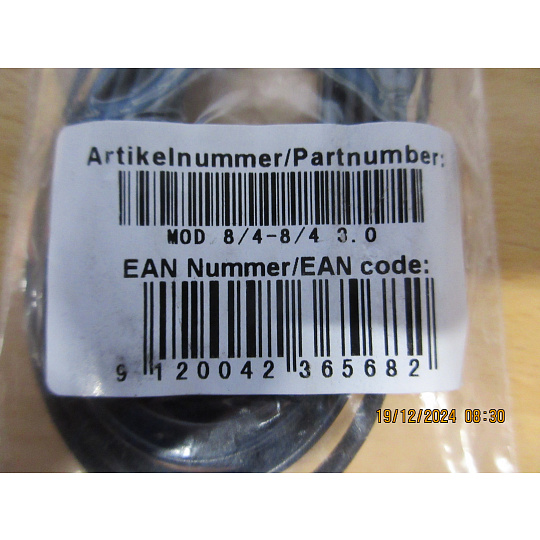 Artikelnummer/Partnumber:
MOD 8/4-8/4 3.0
EAN Nummer/EAN code:
9 120042 365682
19/12/2024 08:30